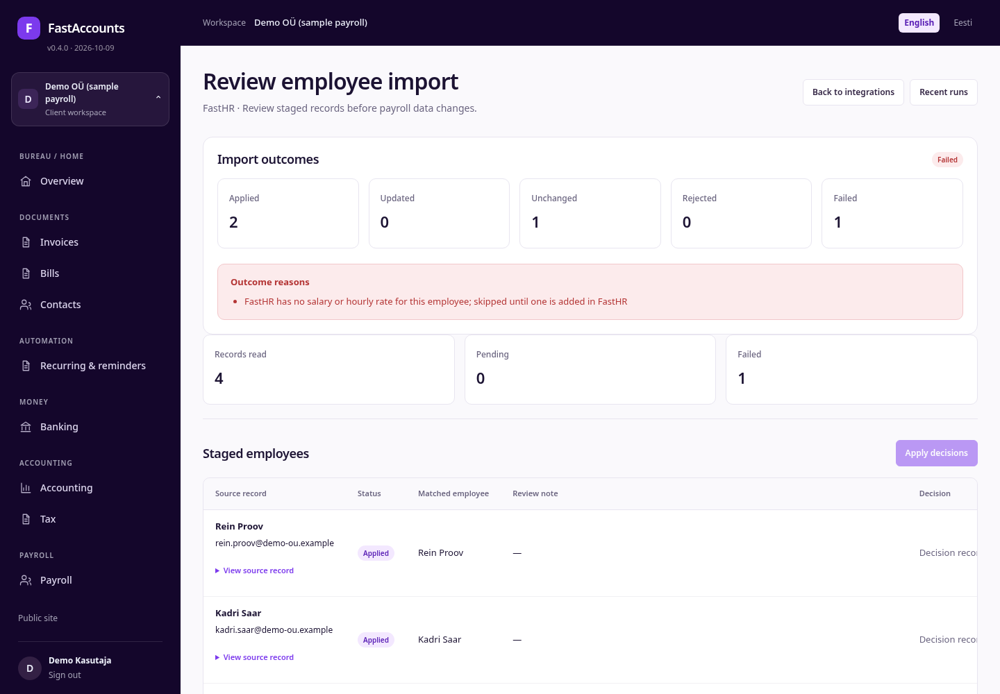 F FastAccounts
v0.4.0 · 2026-10-09
D
Demo OÜ (sample
payroll)
Client workspace
BUREAU / HOME
Overview
DOCUMENTS
Invoices
Bills
Contacts
AUTOMATION
Recurring & reminders
MONEY
Banking
ACCOUNTING
Accounting
Tax
PAYROLL
Payroll
Public site
D
Demo Kasutaja
Sign out
Workspace Demo OÜ (sample payroll)
English Eesti
Review employee import
FastHR · Review staged records before payroll data changes.
Back to integrations Recent runs
Import outcomes Failed
Applied Updated Unchanged Rejected Failed
2 0 1 0 1
Outcome reasons
• FastHR has no salary or hourly rate for this employee; skipped until one is added in FastHR
Records read Pending Failed
4 0 1
Staged employees Apply decisions
Source record Status Matched employee Review note Decision
Rein Proov
rein.proov@demo-ou.example
Applied Rein Proov — Decision recor
View source record
Kadri Saar
kadri.saar@demo-ou.example
Applied Kadri Saar — Decision recor
View source record